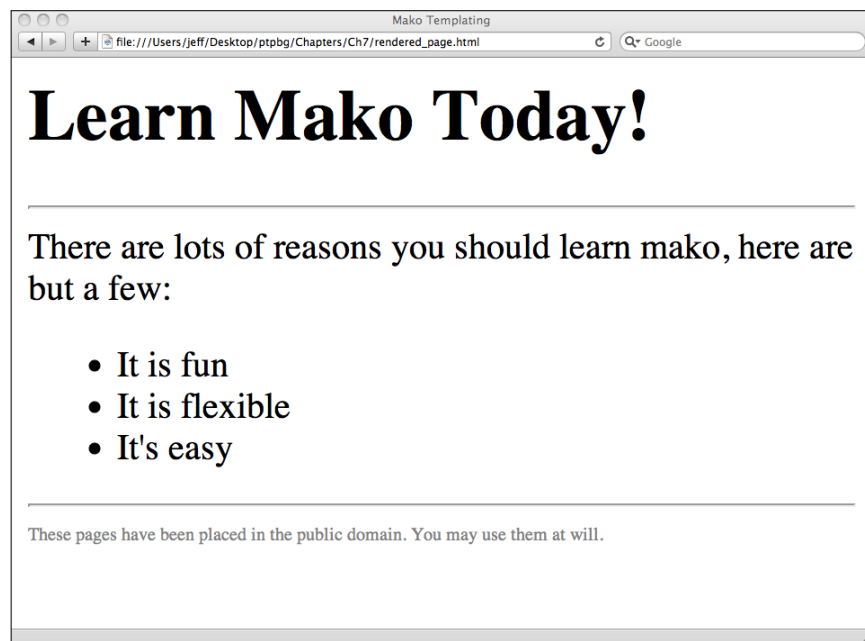 Mako Templating
file:///Users/jeff/Desktop/ptpbg/Chapters/Ch7/rendered_page.html
Google
Learn Mako Today!
There are lots of reasons you should learn mako, here are
but a few:
• It is fun
• It is flexible
• It's easy
These pages have been placed in the public domain. You may use them at will.